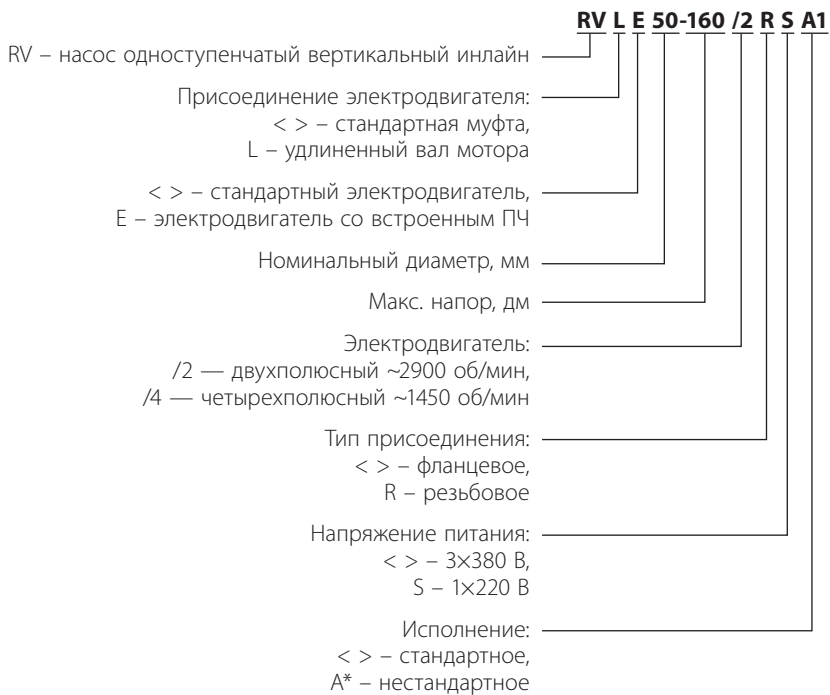 RV L E 50-160 /2 R S A1
RV – насос одноступенчатый вертикальный инлайн
Присоединение электродвигателя:
< > – стандартная муфта,
L – удлиненный вал мотора
< > – стандартный электродвигатель,
E – электродвигатель со встроенным ПЧ
Номинальный диаметр, мм
Макс. напор, дм
Электродвигатель:
/2 — двухполюсный ~2900 об/мин,
/4 — четырехполюсный ~1450 об/мин
Тип присоединения:
< > – фланцевое,
R – резьбовое
Напряжение питания:
< > – 3×380 В,
S – 1×220 В
Исполнение:
< > – стандартное,
A* – нестандартное